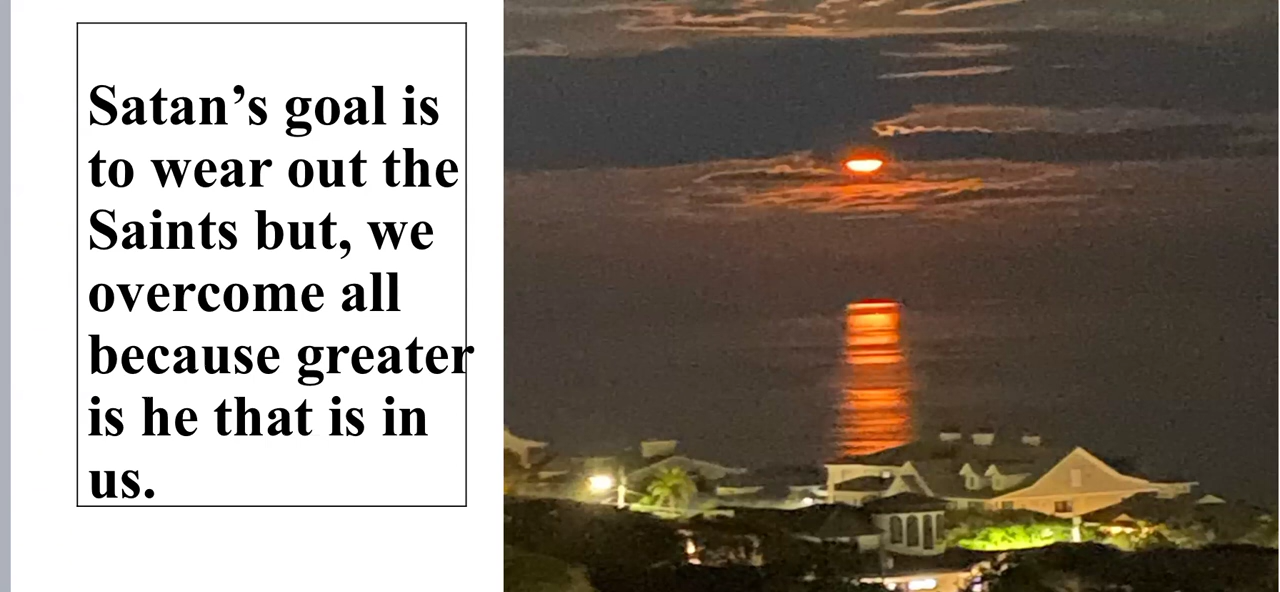 Satan’s goal is
to wear out the
Saints but, we
overcome all
because greater
is he that is in
us.